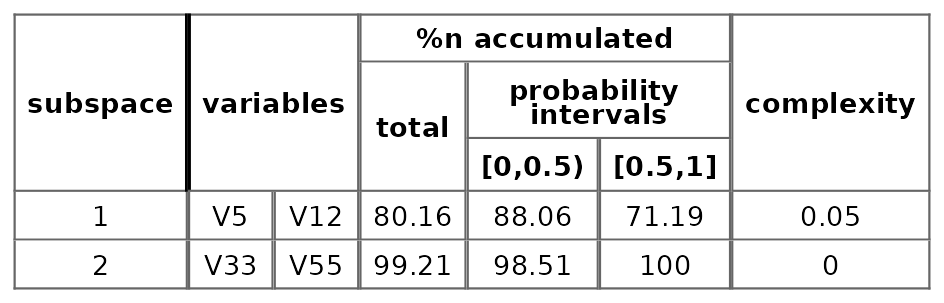 %n accumulated
subspace variables total probability intervals complexity
[0,0.5) [0.5,1]
1 V5 V12 80.16 88.06 71.19 0.05
2 V33 V55 99.21 98.51 100 0